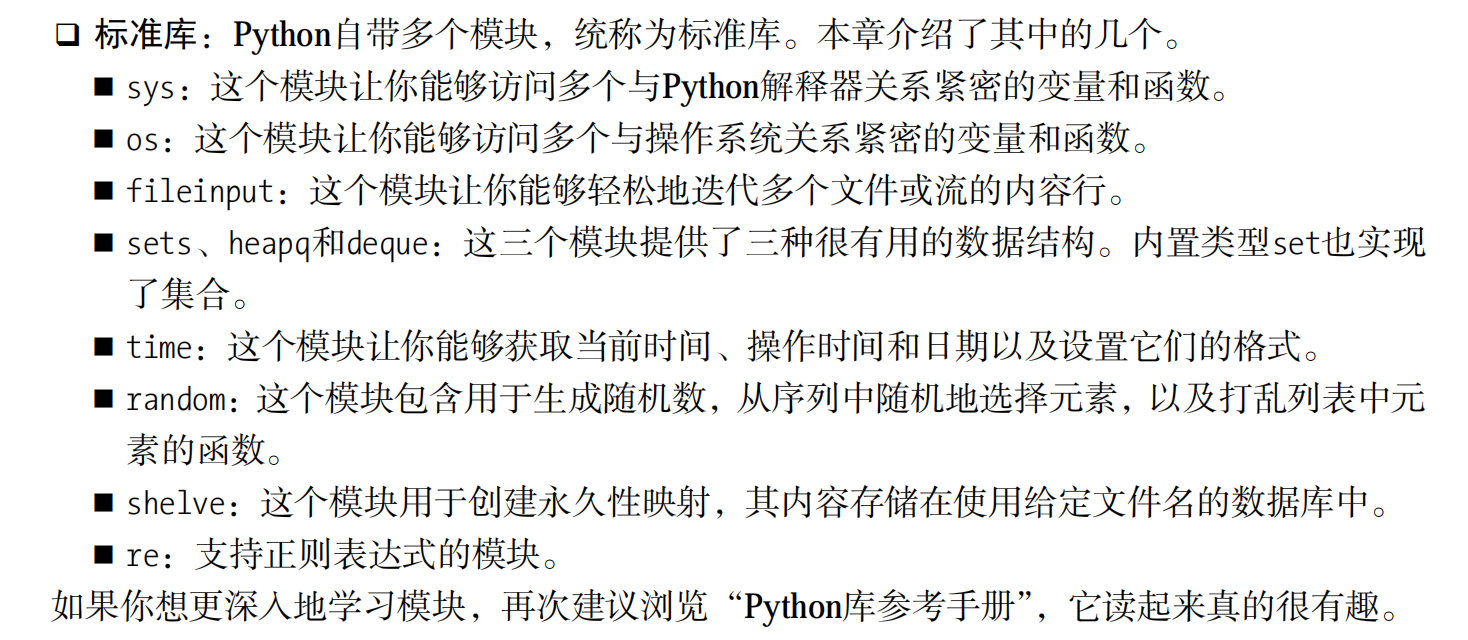 ❑ 标准库：Python自带多个模块，统称为标准库。本章介绍了其中的几个。
■ sys：这个模块让你能够访问多个与Python解释器关系紧密的变量和函数。
■ os：这个模块让你能够访问多个与操作系统关系紧密的变量和函数。
■ fileinput：这个模块让你能够轻松地迭代多个文件或流的内容行。
■ sets、heapq和deque：这三个模块提供了三种很有用的数据结构。内置类型set也实现
了集合。
■ time：这个模块让你能够获取当前时间、操作时间和日期以及设置它们的格式。
■ random：这个模块包含用于生成随机数，从序列中随机地选择元素，以及打乱列表中元
素的函数。
■ shelve：这个模块用于创建永久性映射，其内容存储在使用给定文件名的数据库中。
■ re：支持正则表达式的模块。
如果你想更深入地学习模块，再次建议浏览“Python库参考手册”，它读起来真的很有趣。